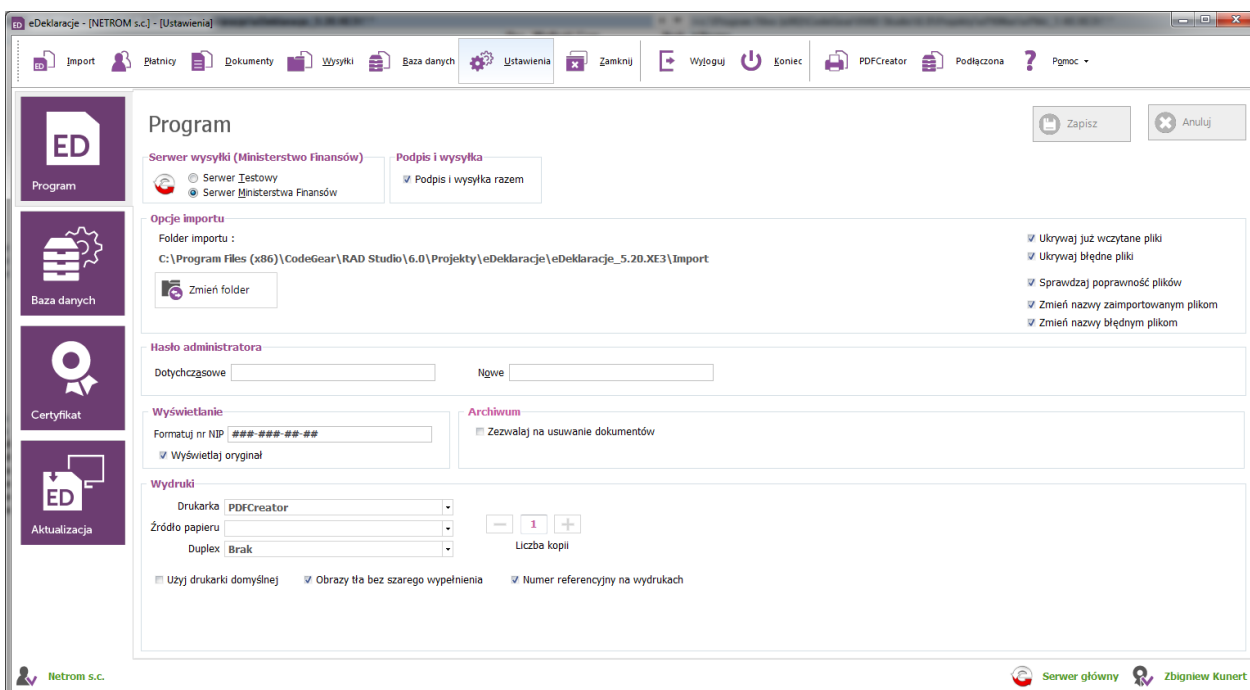 eDeklaracje - [NETROM s.c.] - [Ustawienia]
Import Płatnicy Dokumenty Wysyłki Baza danych Ustawienia Zamknij Wyloguj Koniec PDFCreator Podłączona Pomoc
ED
Program
Baza danych
Certyfikat
ED
Aktualizacja
Program
Zapisz Anuluj
Serwer wysyłki (Ministerstwo Finansów)
Serwer Testowy
Serwer Ministerstwa Finansów
Podpis i wysyłka
Podpis i wysyłka razem
Opcje importu
Folder importu :
C:\Program Files (x86)\CodeGear\RAD Studio\6.0\Projekty\eDeklaracje\eDeklaracje_5.20.XE3\Import
Zmień folder
Ukrywaj już wczytane pliki
Ukrywaj błędne pliki
Sprawdzaj poprawność plików
Zmień nazwy zaimportowanym plikom
Zmień nazwy błędnym plikom
Hasło administratora
Dotychczasowe Nowe
Wyświetlanie
Formatuj nr NIP ###-###-##-##
Wyświetlaj oryginał
Archiwum
Zezwalaj na usuwanie dokumentów
Wydruki
Drukarka PDFCreator
Źródło papieru
Duplex Brak
1
Liczba kopii
Użyj drukarki domyślnej Obrazy tła bez szarego wypełnienia Numer referencyjny na wydrukach
Netrom s.c. Serwer główny Zbigniew Kunert